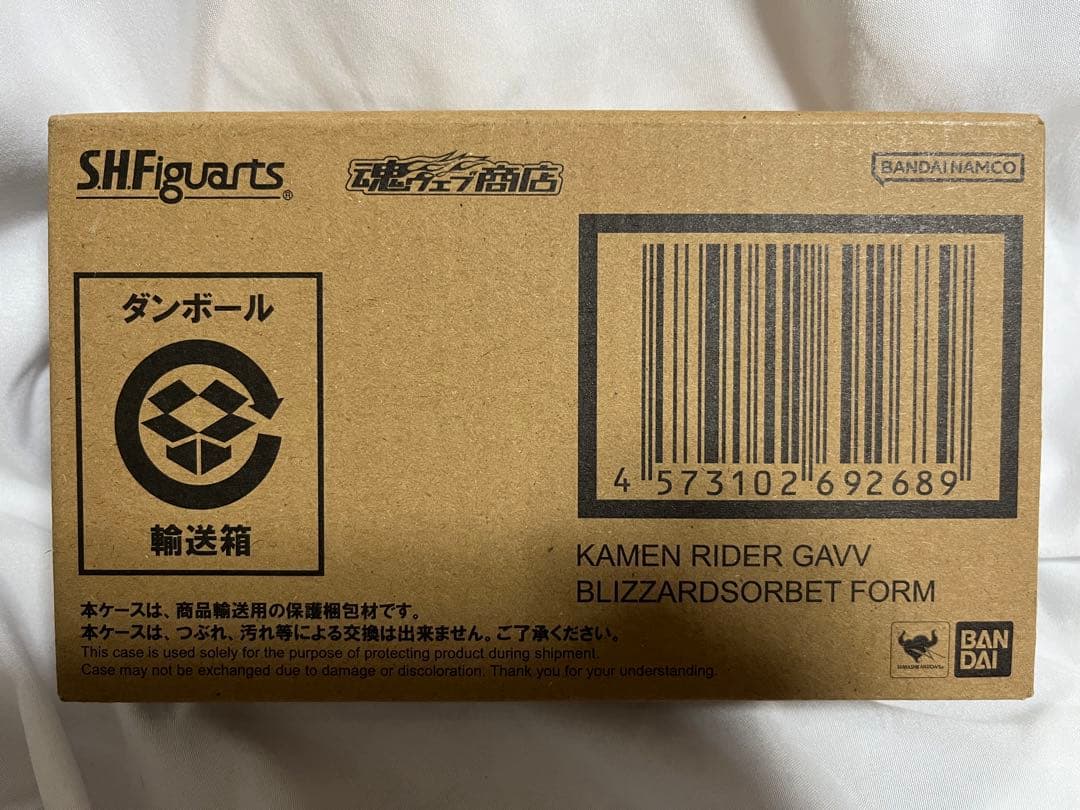 S.H.Figuarts®
魂ウェブ商店
BANDAI NAMCO
ダンボール
輸送箱
4 573102 692689
KAMEN RIDER GAVV
BLIZZARDSORBET FORM
本ケースは、商品輸送用の保護梱包材です。
本ケースは、つぶれ、汚れ等による交換は出来ません。ご了承ください。
This case is used solely for the purpose of protecting product during shipment.
Case may not be exchanged due to damage or discoloration. Thank you for your understanding.
BAN
DAI